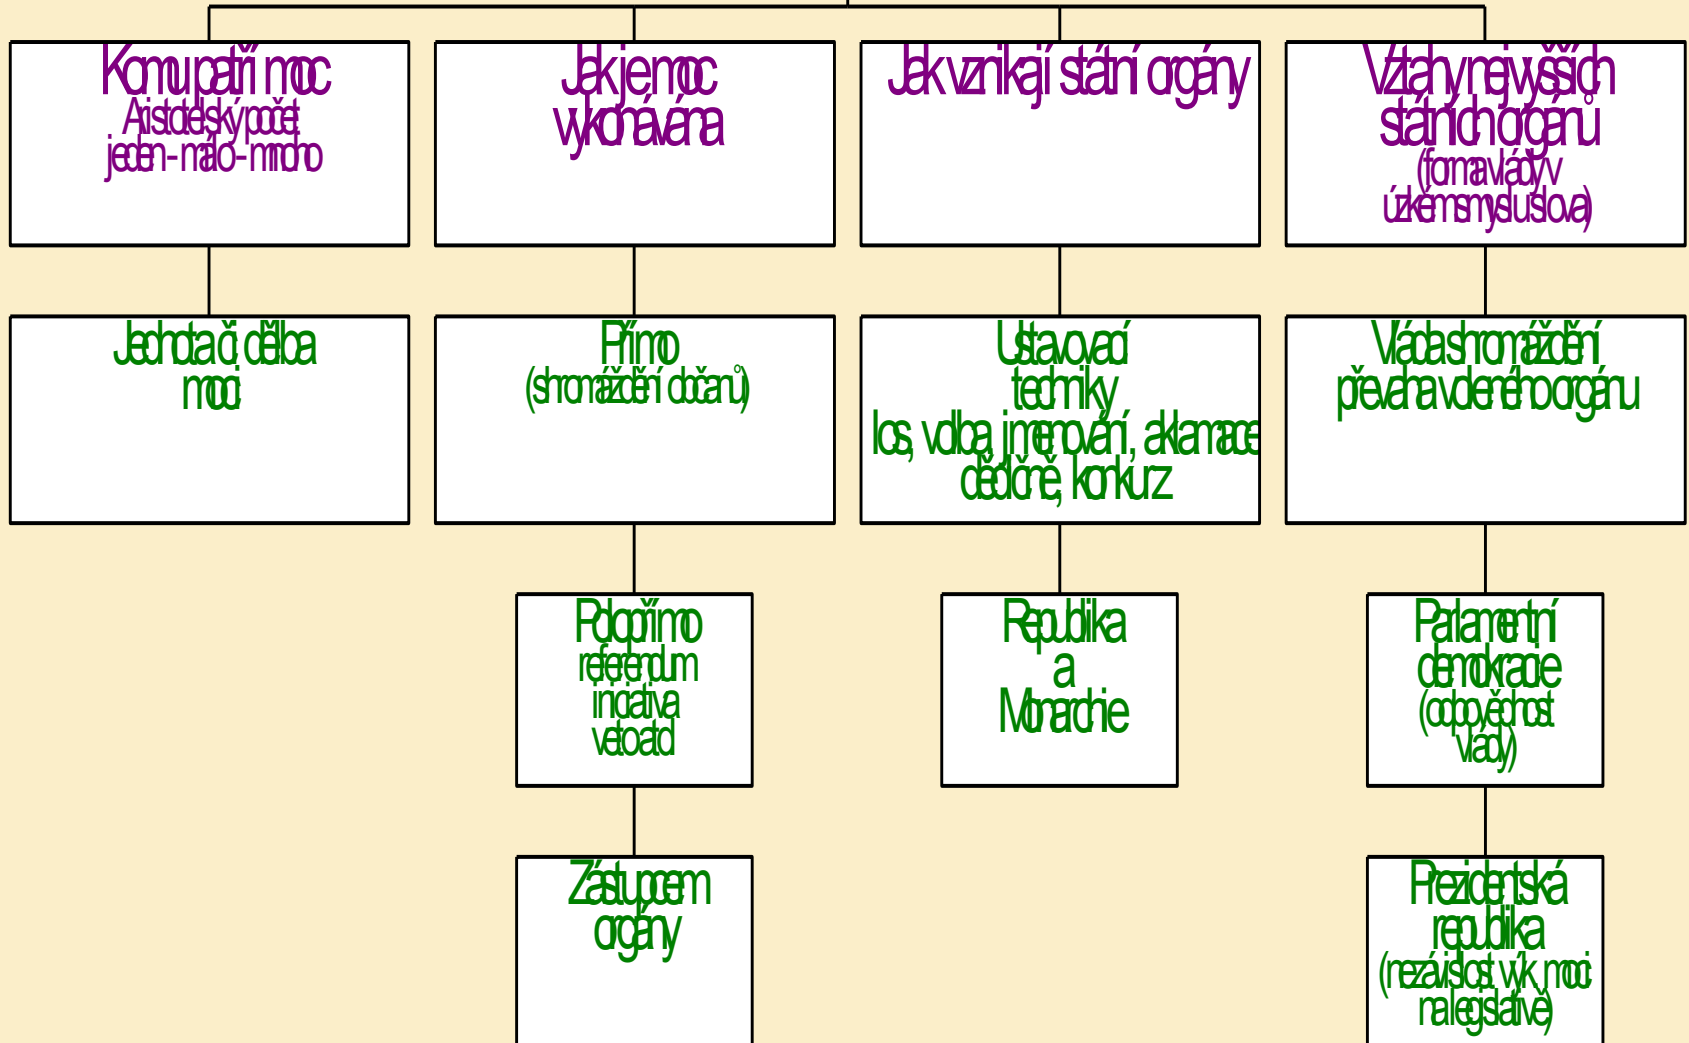 Komu patří moc
Aristotelský počet
jeden - málo - mnoho
Jak je moc
vykonávána
Jak vznikají státní orgány
Vztahy nejvyšších
státních orgánů
(forma vlády v
úzkém smyslu slova)
Jednota či dělba
moci
Přímo
(shromáždění občanů)
Ustavovací
techniky
los, volba, jmenování, aklamace
dědičně, konkurz
Vláda shromáždění
převaha voleného orgánu
Polopřímo
referendum
iniciativa
veto atd
Republika
a
Monarchie
Parlamentní
demokracie
(odpovědnost
vlády)
Zástupcem
orgány
Prezidentská
republika
(nezávislost výk. moci
na legislativě)